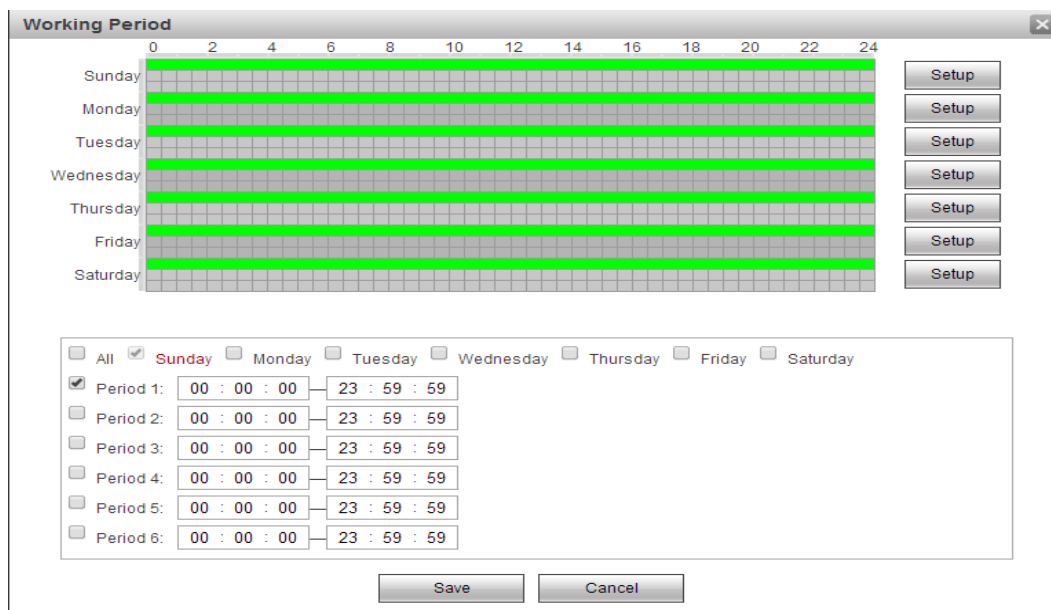 Working Period
0 2 4 6 8 10 12 14 16 18 20 22 24
Sunday Setup
Monday Setup
Tuesday Setup
Wednesday Setup
Thursday Setup
Friday Setup
Saturday Setup
All Sunday Monday Tuesday Wednesday Thursday Friday Saturday
Period 1: 00 : 00 : 00 — 23 : 59 : 59
Period 2: 00 : 00 : 00 — 23 : 59 : 59
Period 3: 00 : 00 : 00 — 23 : 59 : 59
Period 4: 00 : 00 : 00 — 23 : 59 : 59
Period 5: 00 : 00 : 00 — 23 : 59 : 59
Period 6: 00 : 00 : 00 — 23 : 59 : 59
Save Cancel